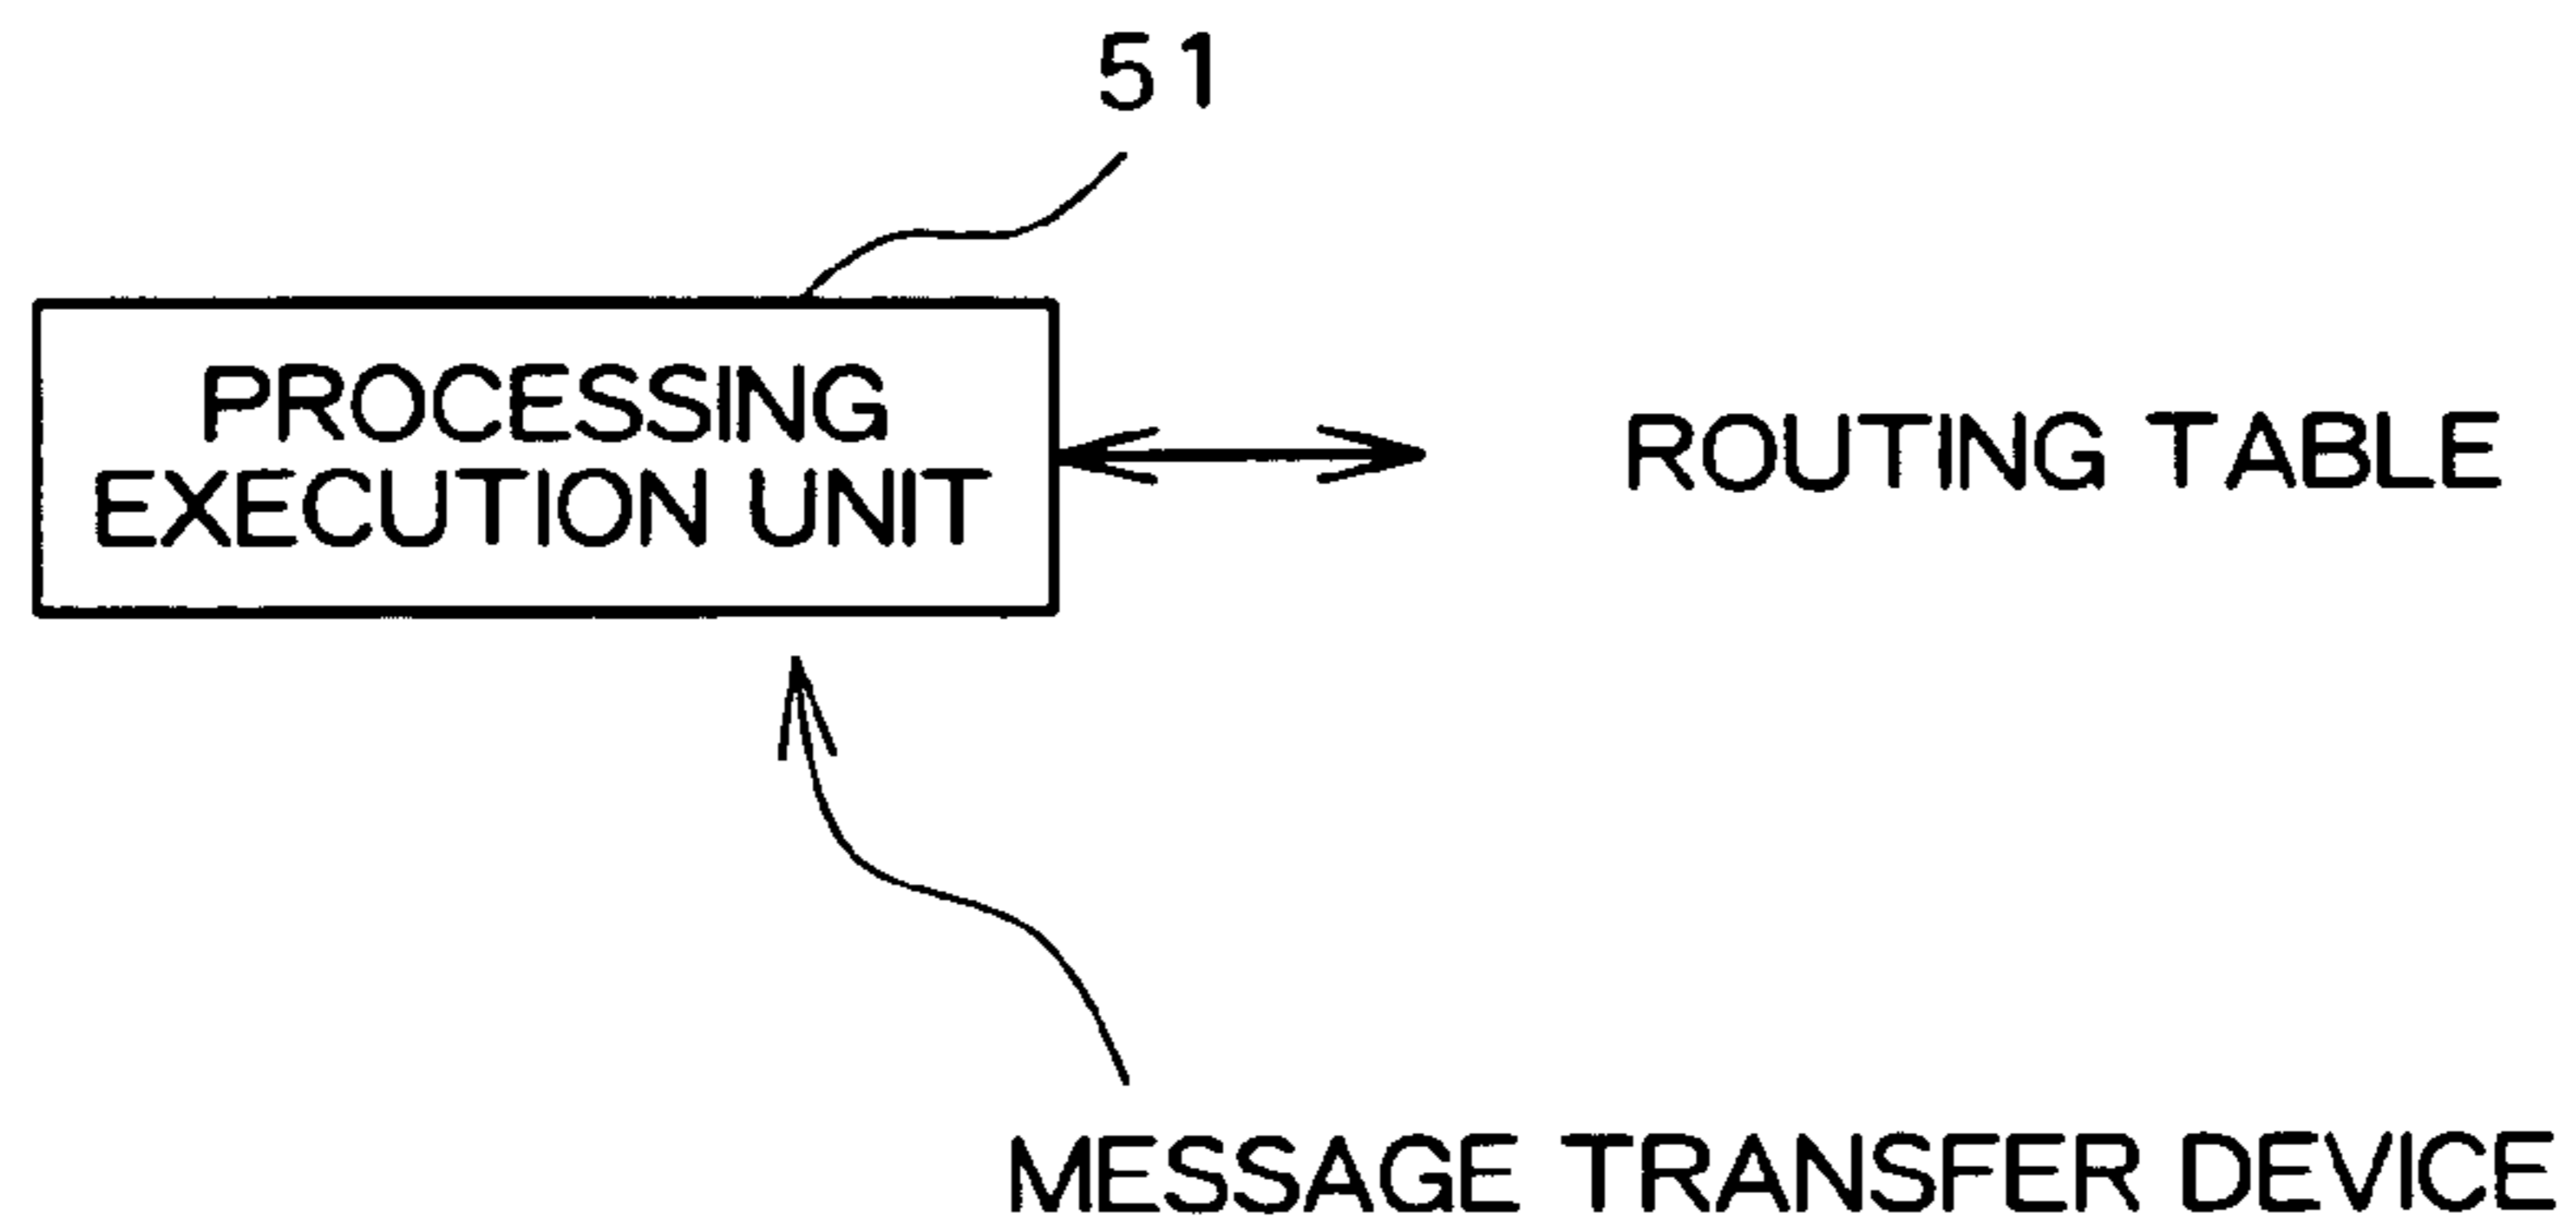 51
PROCESSING
EXECUTION UNIT
ROUTING TABLE
MESSAGE TRANSFER DEVICE